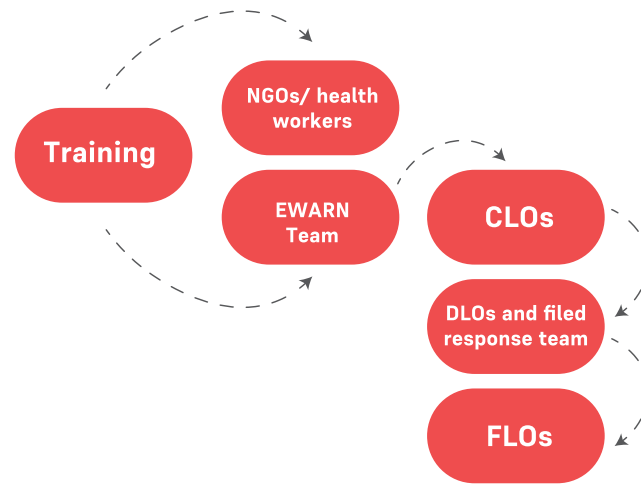 Training
NGOs/ health
workers
EWARN
Team
CLOs
DLOs and filed
response team
FLOs